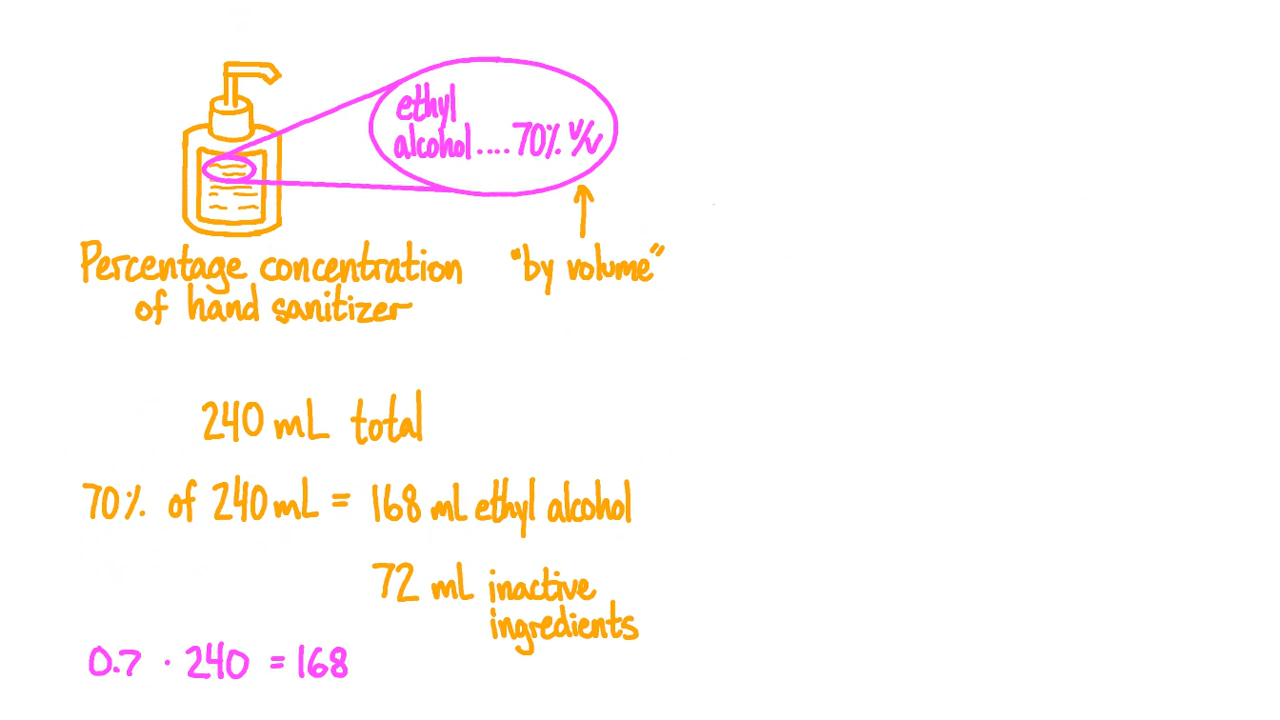 ethyl
alcohol....70% v/v
Percentage concentration
of hand sanitizer
"by volume"
240 mL total
70% of 240 mL = 168 ml ethyl alcohol
72 mL inactive
ingredients
0.7 · 240 = 168